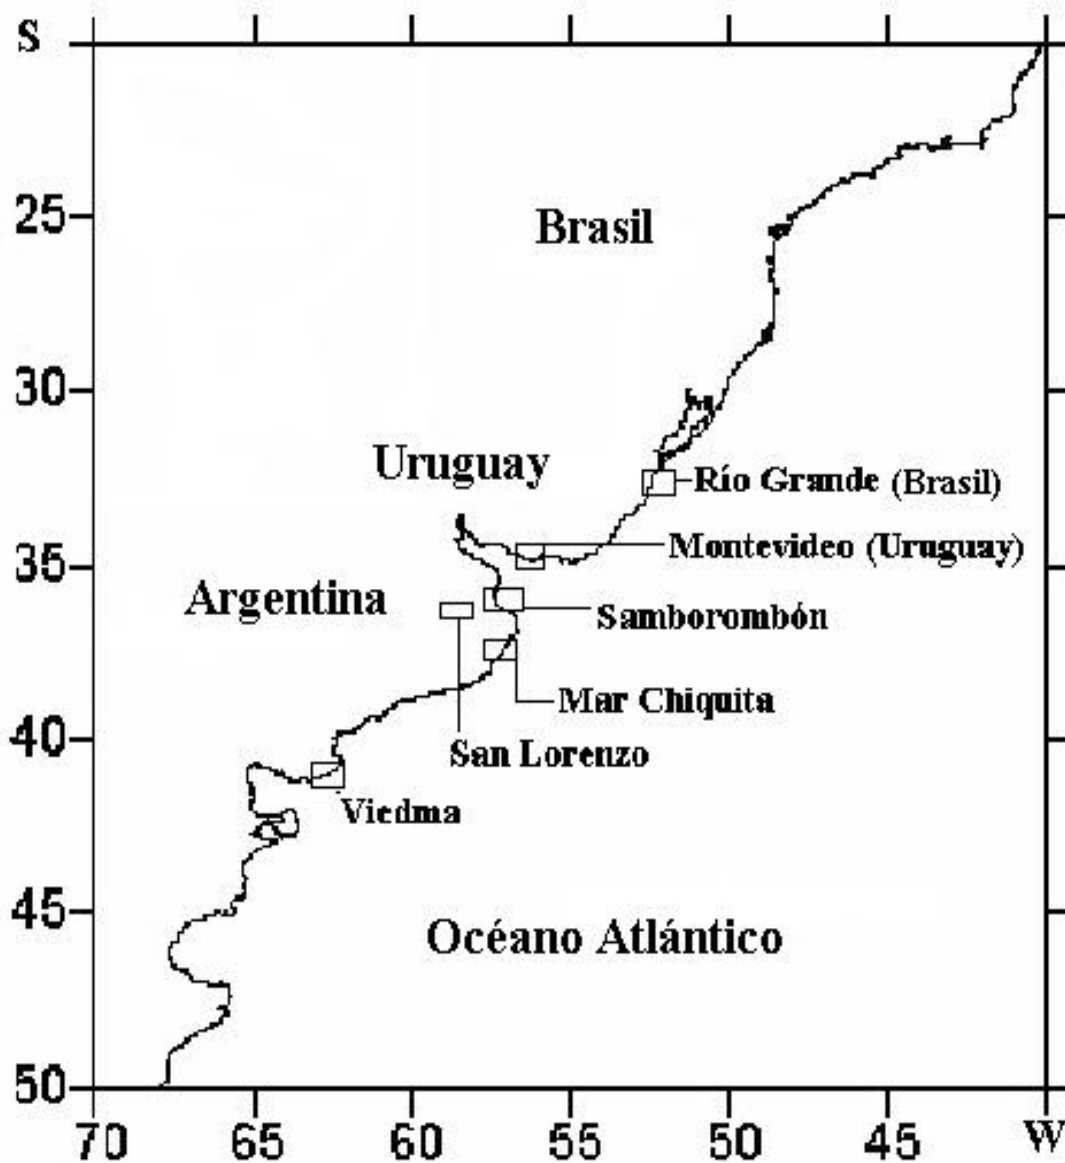 S
25
Brasil
30
Uruguay
Río Grande (Brasil)
Montevideo (Uruguay)
35
Argentina
Samborombón
Mar Chiquita
40
San Lorenzo
Viedma
45
Océano Atlántico
50
70 65 60 55 50 45 W